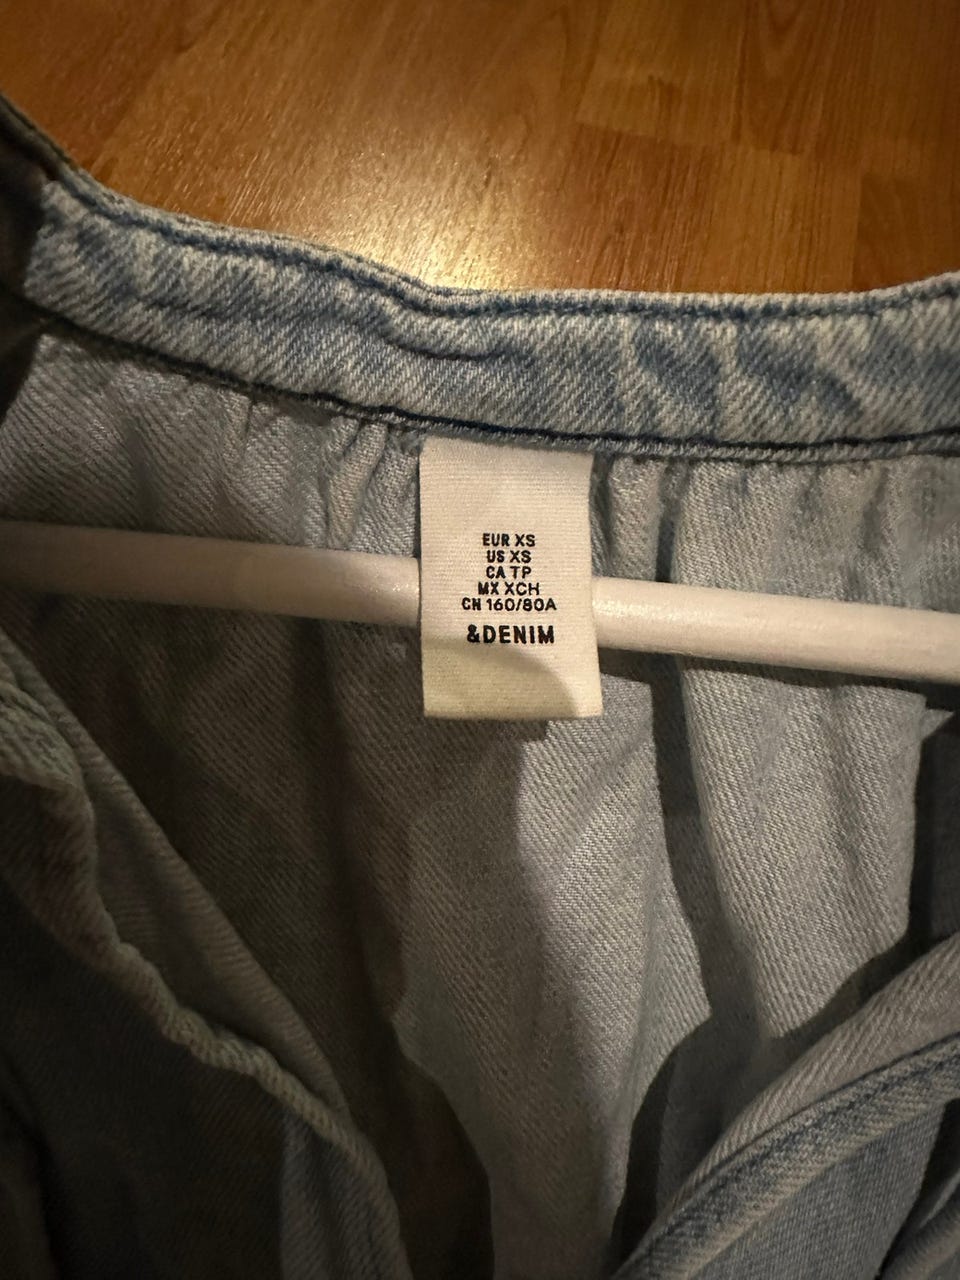 EUR XS
US XS
CA TP
MX XCH
CN 160/80A
&DENIM